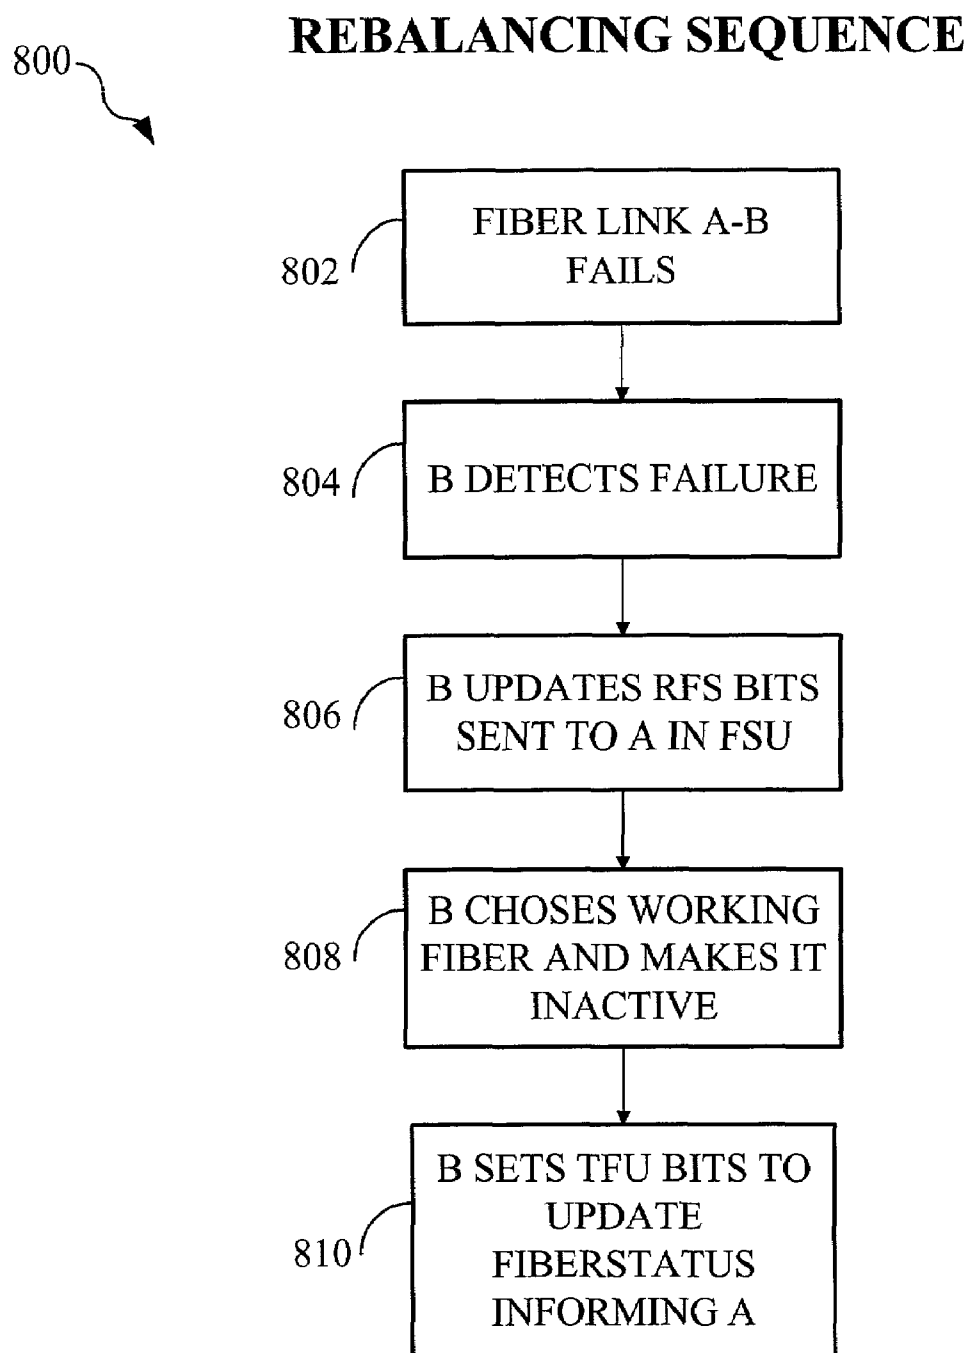 REBALANCING SEQUENCE
800
FIBER LINK A-B
FAILS
802
B DETECTS FAILURE
804
B UPDATES RFS BITS
SENT TO A IN FSU
806
B CHOSES WORKING
FIBER AND MAKES IT
INACTIVE
808
B SETS TFU BITS TO
UPDATE
FIBERSTATUS
INFORMING A
810